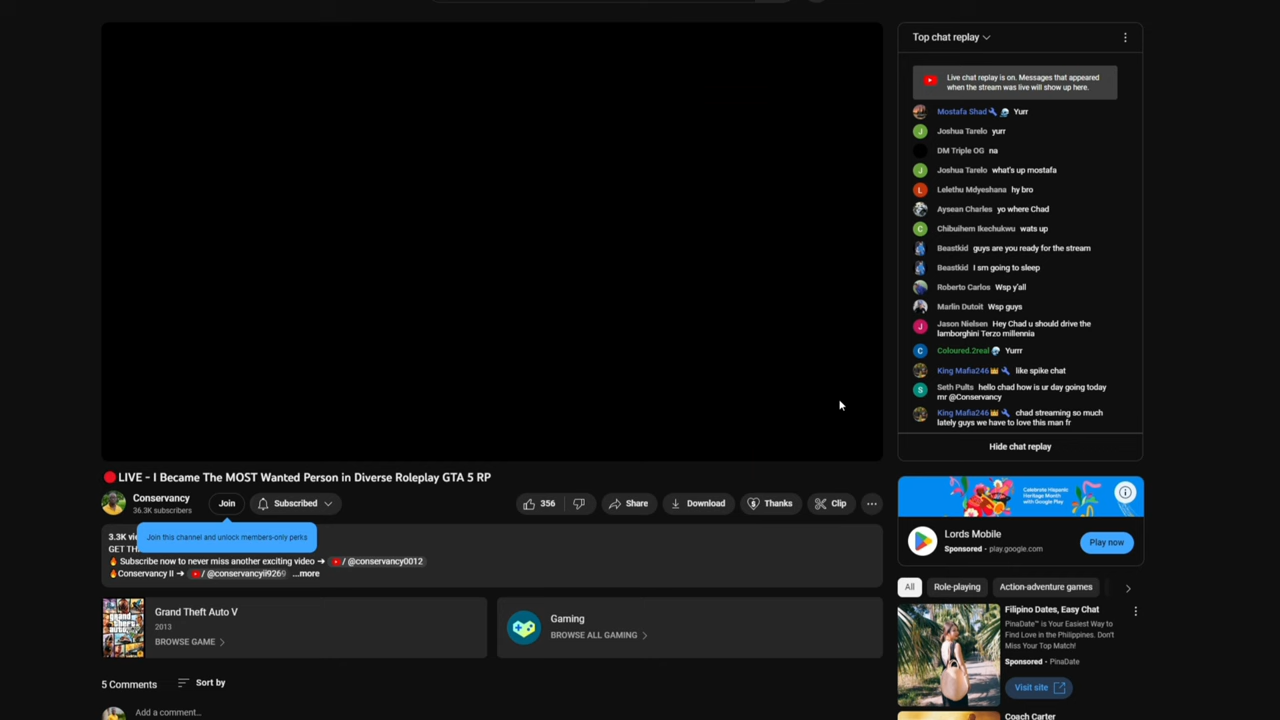 Top chat replay
Live chat replay is on. Messages that appeared
when the stream was live will show up here.
Mostafa Shad Yurr
Joshua Tarelo yurr
DM Triple OG na
Joshua Tarelo what's up mostafa
Lelethu Mdyeshana hy bro
Aysean Charles yo where Chad
Chibuihem Ikechukwu wats up
Beastkid guys are you ready for the stream
Beastkid I sm going to sleep
Roberto Carlos Wsp y'all
Marlin Dutoit Wsp guys
Jason Nielsen Hey Chad u should drive the
lamborghini Terzo millennia
Coloured.2real Yurrr
King Mafia246 like spike chat
Seth Pults hello chad how is ur day going today
mr @Conservancy
King Mafia246 chad streaming so much
lately guys we have to love this man fr
Hide chat replay
LIVE - I Became The MOST Wanted Person in Diverse Roleplay GTA 5 RP
Conservancy
36.3K subscribers
Join
Subscribed
356
Share
Download
Thanks
Clip
Join this channel and unlock members-only perks
3.3K vie
GET TH
Subscribe now to never miss another exciting video → / @conservancy0012
Conservancy II → / @conservancyii9269 ...more
Grand Theft Auto V
2013
BROWSE GAME
Gaming
BROWSE ALL GAMING
5 Comments
Sort by
Add a comment...
Celebrate Hispanic
Heritage Month
with Google Play
Lords Mobile
Sponsored · play.google.com
Play now
All
Role-playing
Action-adventure games
Filipino Dates, Easy Chat
PinaDate™ is Your Easiest Way to
Find Love in the Philippines. Don't
Miss Your Top Match!
Sponsored · PinaDate
Visit site
Coach Carter